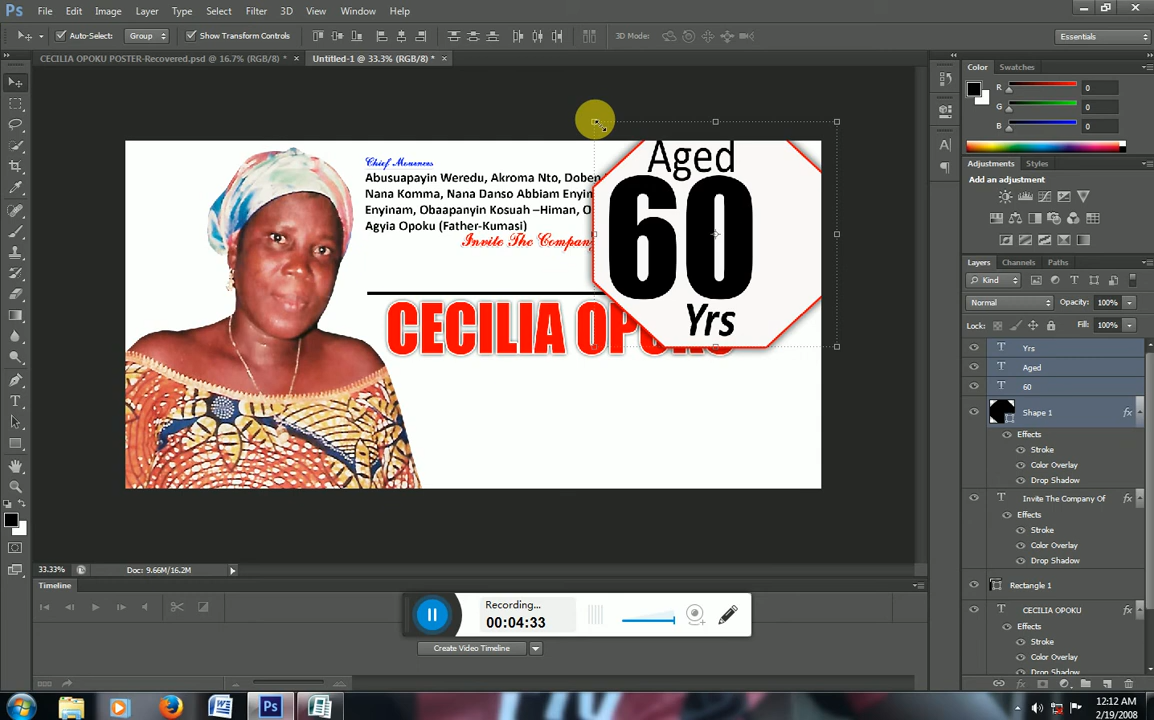 Ps File Edit Image Layer Type Select Filter 3D View Window Help
Auto-Select: Group Show Transform Controls 3D Mode: Essentials
CECILIA OPOKU POSTER-Recovered.psd @ 16.7% (RGB/8) * × Untitled-1 @ 33.3% (RGB/8) * ×
Color Swatches
R 0
G 0
B 0
Adjustments Styles
Add an adjustment
Layers Channels Paths
Kind
Normal Opacity: 100%
Lock: Fill: 100%
T Yrs
T Aged
T 60
Shape 1 fx
Effects
Stroke
Color Overlay
Drop Shadow
T Invite The Company Of fx
Effects
Stroke
Color Overlay
Drop Shadow
Rectangle 1
T CECILIA OPOKU fx
Effects
Stroke
Color Overlay
Chief Mourners
Abusuapayin Weredu, Akroma Nto, Doben
Nana Komma, Nana Danso Abbiam Enyim
Enyinam, Obaapanyin Kosuah –Himan, O
Agyia Opoku (Father-Kumasi)
Invite The Company
CECILIA OPOKU
Aged
60
Yrs
33.33% Doc: 9.66M/16.2M
Timeline
Recording...
00:04:33
Create Video Timeline
12:12 AM
2/19/2008